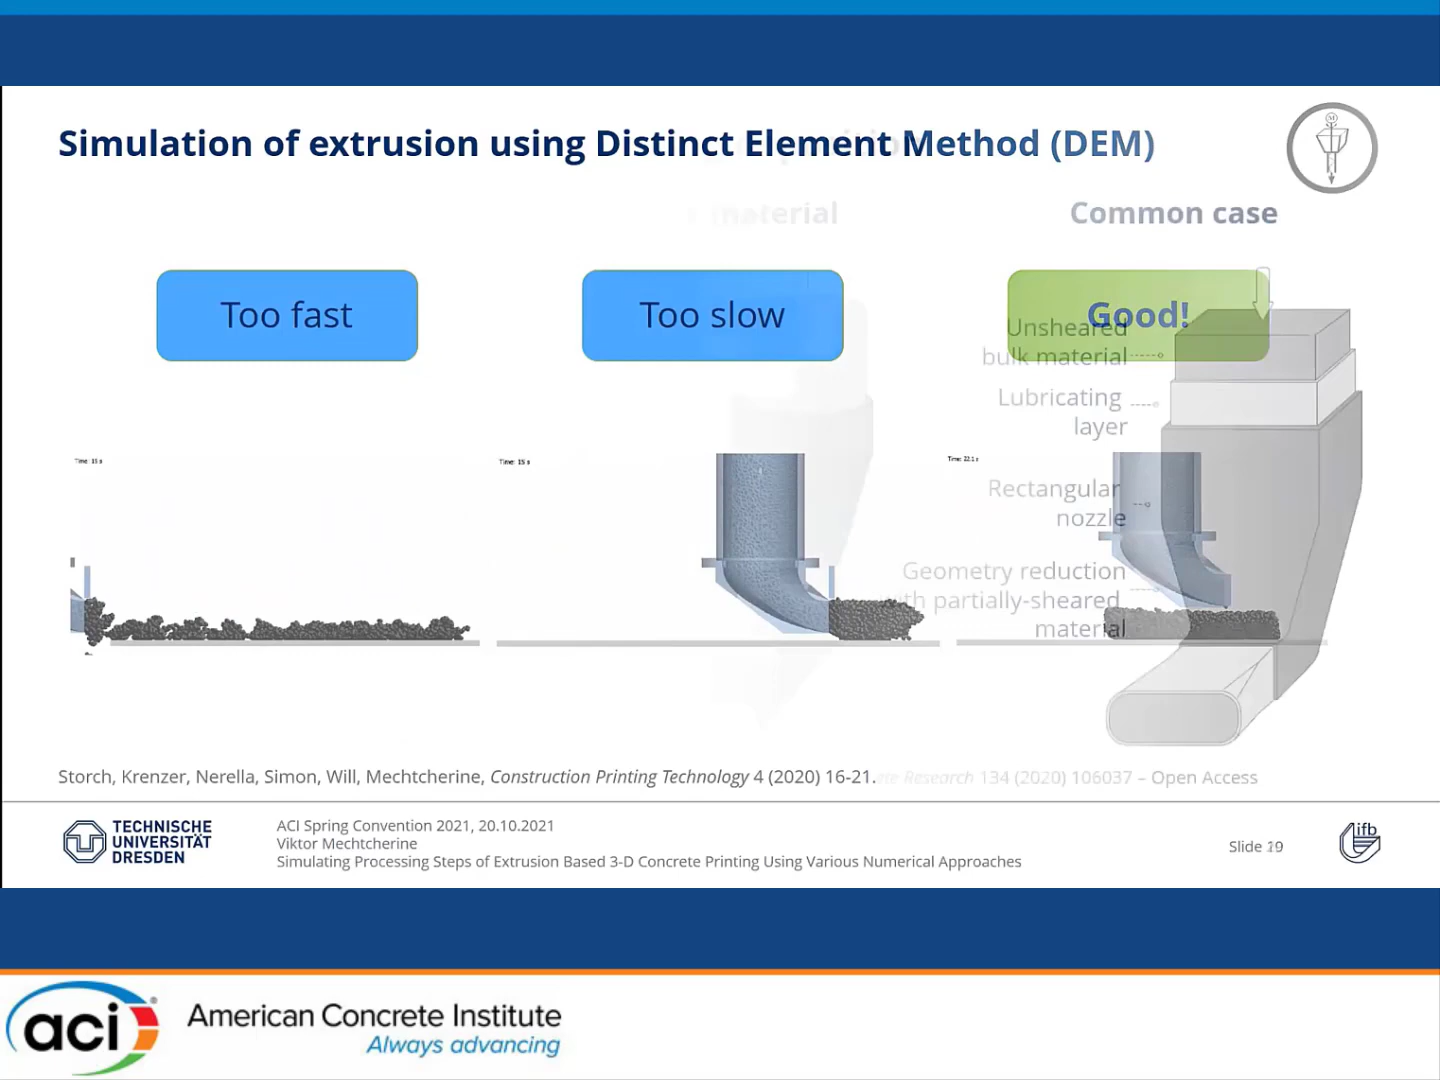 Simulation of extrusion using Distinct Element Method (DEM)
material
Common case
Too fast
Too slow
Good!
Unsheared
bulk material
Lubricating
layer
Time: 15 s
Time: 15 s
Time: 22.1 s
Rectangular
nozzle
Geometry reduction
with partially-sheared
material
Storch, Krenzer, Nerella, Simon, Will, Mechtcherine, Construction Printing Technology 4 (2020) 16-21.
Research 134 (2020) 106037 – Open Access
TECHNISCHE
UNIVERSITÄT
DRESDEN
ACI Spring Convention 2021, 20.10.2021
Viktor Mechtcherine
Simulating Processing Steps of Extrusion Based 3-D Concrete Printing Using Various Numerical Approaches
Slide
ifb
aci
American Concrete Institute
Always advancing